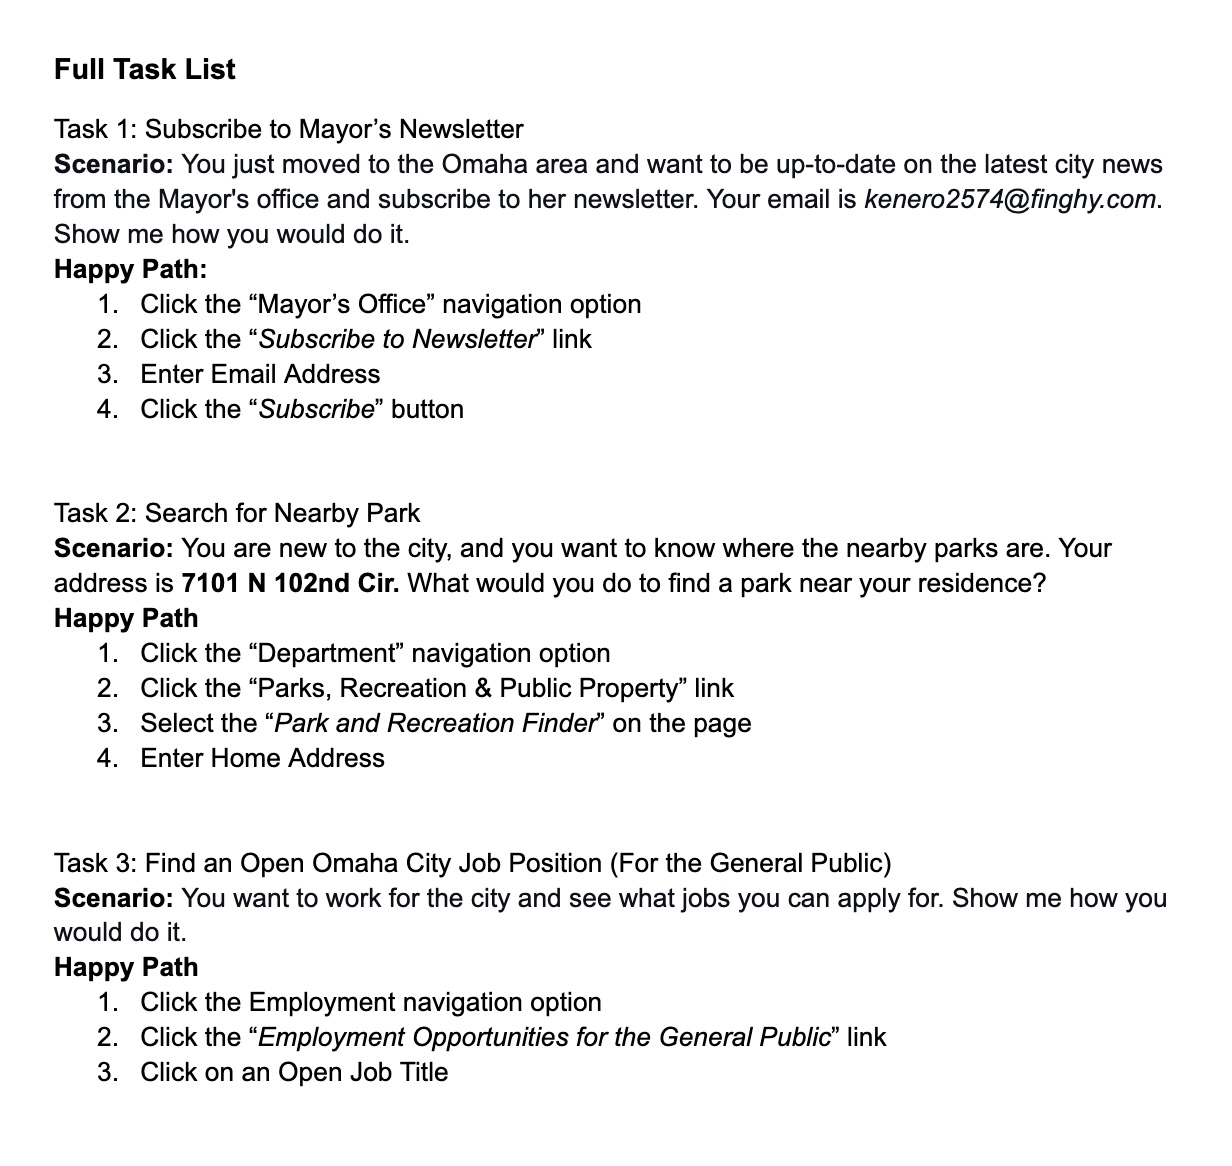 Full Task List
Task 1: Subscribe to Mayor’s Newsletter
Scenario: You just moved to the Omaha area and want to be up-to-date on the latest city news
from the Mayor's office and subscribe to her newsletter. Your email is kenero2574@finghy.com.
Show me how you would do it.
Happy Path:
1. Click the “Mayor’s Office” navigation option
2. Click the “Subscribe to Newsletter” link
3. Enter Email Address
4. Click the “Subscribe” button
Task 2: Search for Nearby Park
Scenario: You are new to the city, and you want to know where the nearby parks are. Your
address is 7101 N 102nd Cir. What would you do to find a park near your residence?
Happy Path
1. Click the “Department” navigation option
2. Click the “Parks, Recreation & Public Property” link
3. Select the “Park and Recreation Finder” on the page
4. Enter Home Address
Task 3: Find an Open Omaha City Job Position (For the General Public)
Scenario: You want to work for the city and see what jobs you can apply for. Show me how you
would do it.
Happy Path
1. Click the Employment navigation option
2. Click the “Employment Opportunities for the General Public” link
3. Click on an Open Job Title